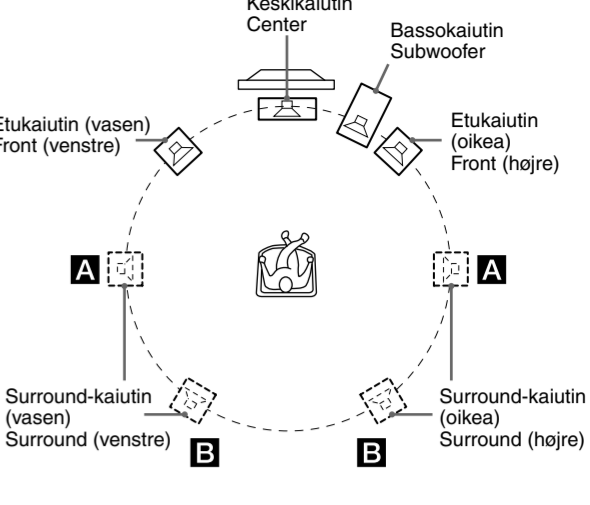 Keskikaiutin
Center
Bassokaiutin
Subwoofer
Etukaiutin (vasen)
Front (venstre)
Etukaiutin
(oikea)
Front (højre)
A
A
Surround-kaiutin
(vasen)
Surround (venstre)
Surround-kaiutin
(oikea)
Surround (højre)
B
B